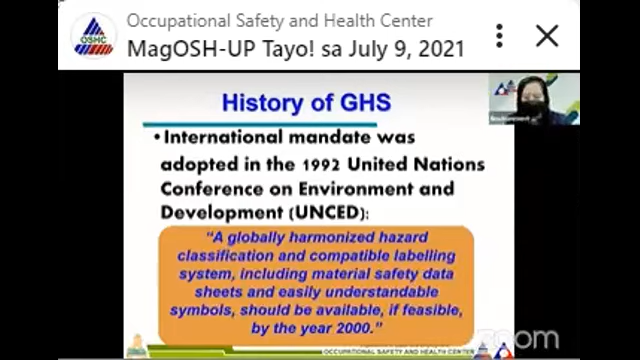 Occupational Safety and Health Center
MagOSH-UP Tayo! sa July 9, 2021
OSHC
History of GHS
•International mandate was
adopted in the 1992 United Nations
Conference on Environment and
Development (UNCED):
"A globally harmonized hazard
classification and compatible labelling
system, including material safety data
sheets and easily understandable
symbols, should be available, if feasible,
by the year 2000."
OCCUPATIONAL SAFETY AND HEALTH CENTER
zoom